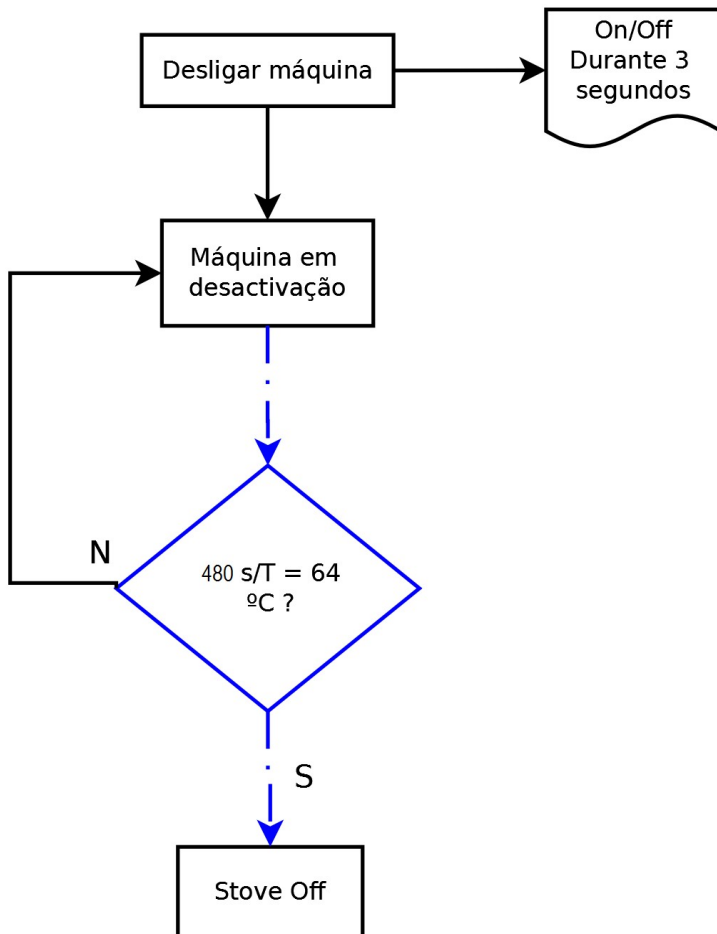 On/Off
Durante 3
segundos
Desligar máquina
Máquina em
desactivação
N
480 s/T = 64
ºC ?
S
Stove Off